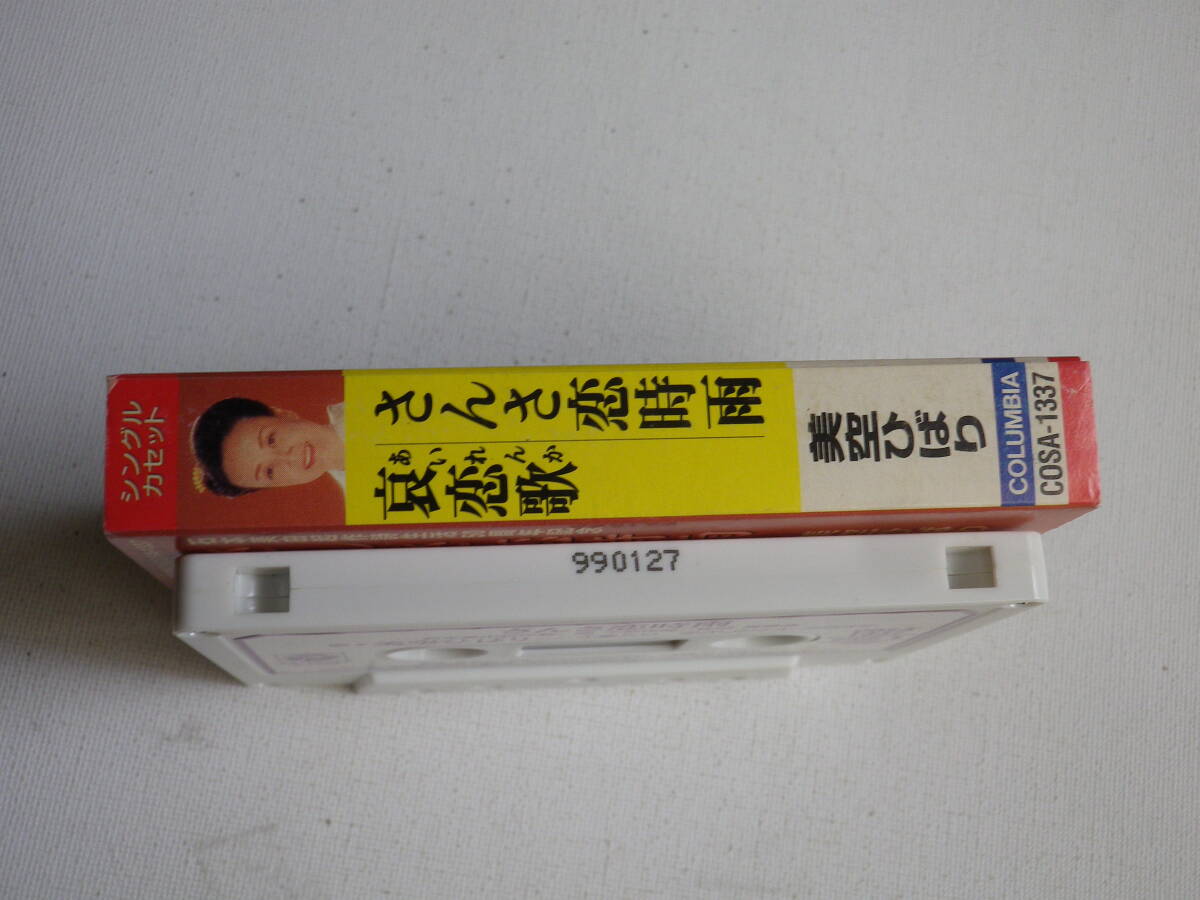 シングル
カセット
さんさ恋時雨
哀恋歌
あいれんか
美空ひばり
COLUMBIA
COSA-1337
990127